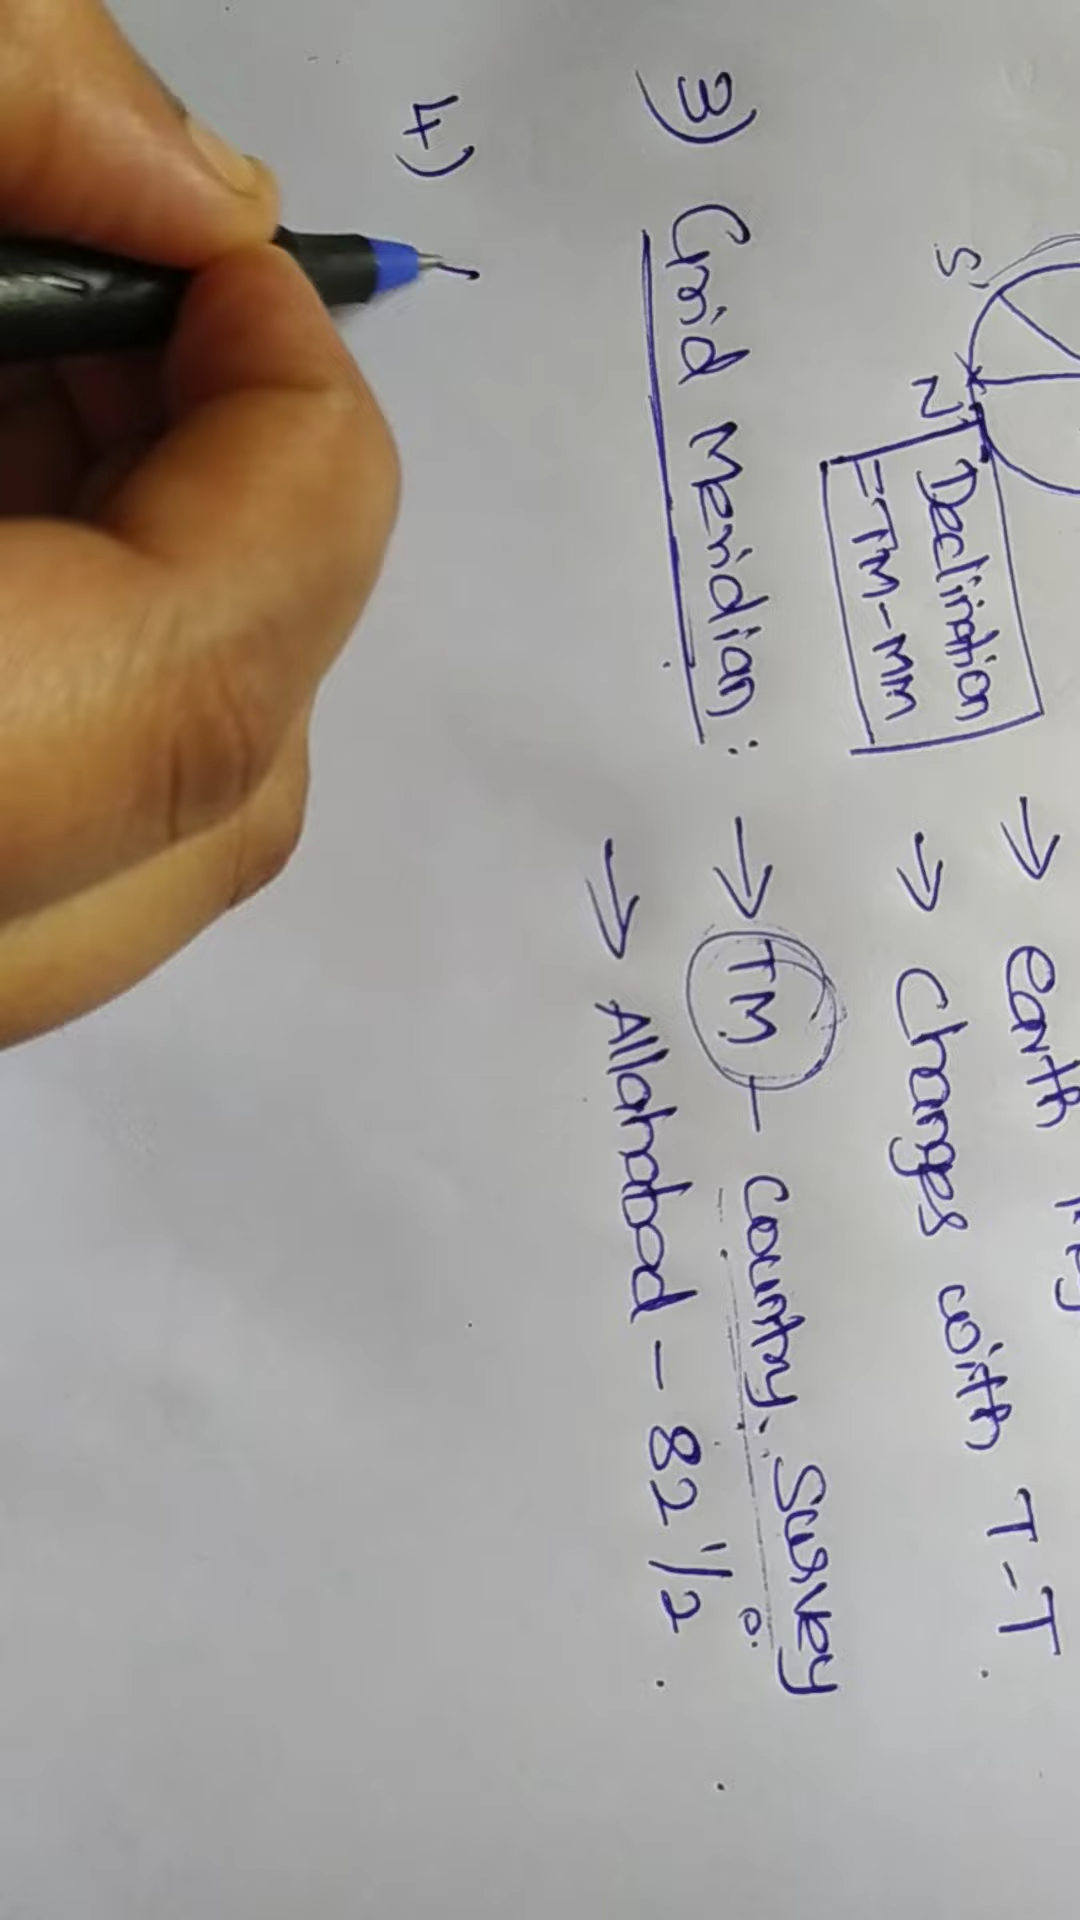 S
N
Declination
= TM - MM
→ earth
→ Changes with T - T.
3) Grid Meridian : → TM - country. Survey
→ Allahabad - 82 1/2
4)